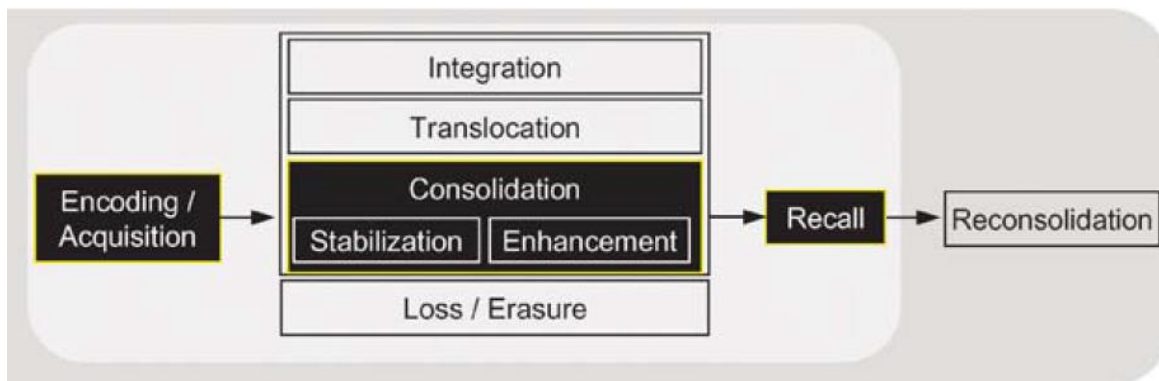 Integration
Translocation
Consolidation
Stabilization
Enhancement
Loss / Erasure
Encoding /
Acquisition
Recall
Reconsolidation